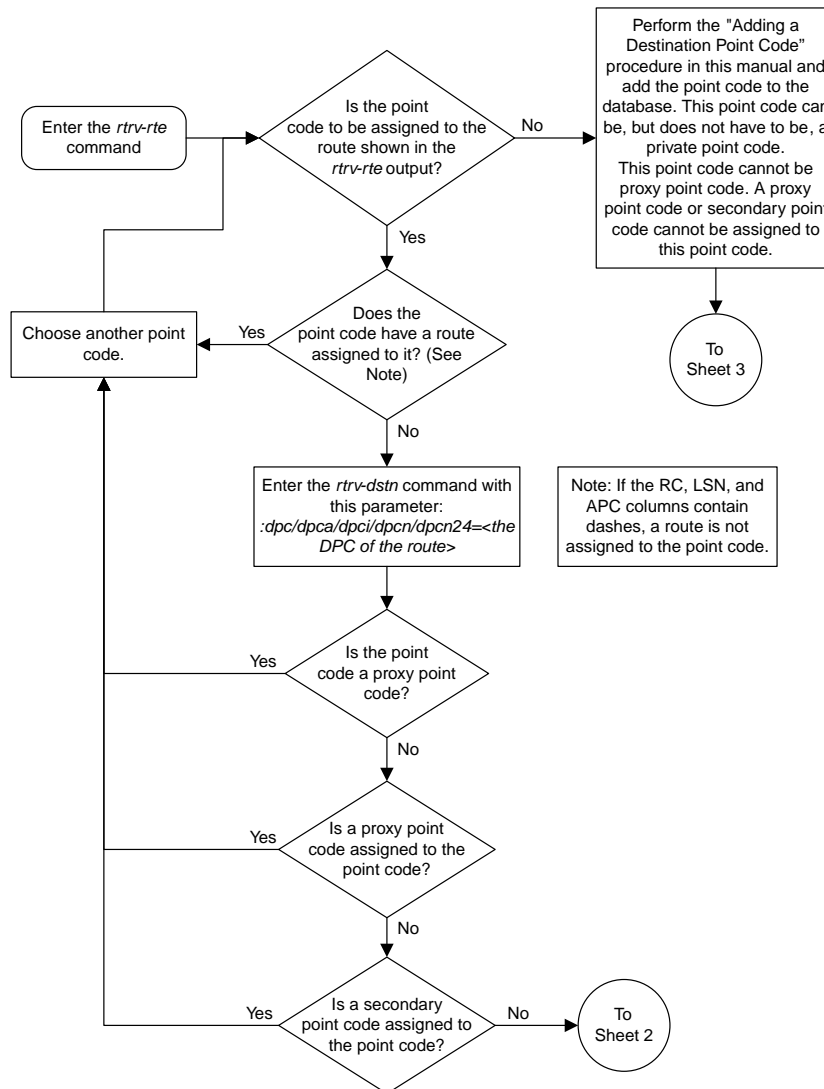 Enter the rtrv-rte
command
Is the point
code to be assigned to the
route shown in the
rtrv-rte output?
No
Yes
Perform the "Adding a
Destination Point Code”
procedure in this manual and
add the point code to the
database. This point code can
be, but does not have to be, a
private point code.
This point code cannot be
proxy point code. A proxy
point code or secondary point
code cannot be assigned to
this point code.
To
Sheet 3
Choose another point
code.
Yes
Does the
point code have a route
assigned to it? (See
Note)
No
Enter the rtrv-dstn command with
this parameter:
:dpc/dpca/dpci/dpcn/dpcn24=<the
DPC of the route>
Note: If the RC, LSN, and
APC columns contain
dashes, a route is not
assigned to the point code.
Yes
Is the point
code a proxy point
code?
No
Yes
Is a proxy point
code assigned to the
point code?
No
Yes
Is a secondary
point code assigned to
the point code?
No
To
Sheet 2